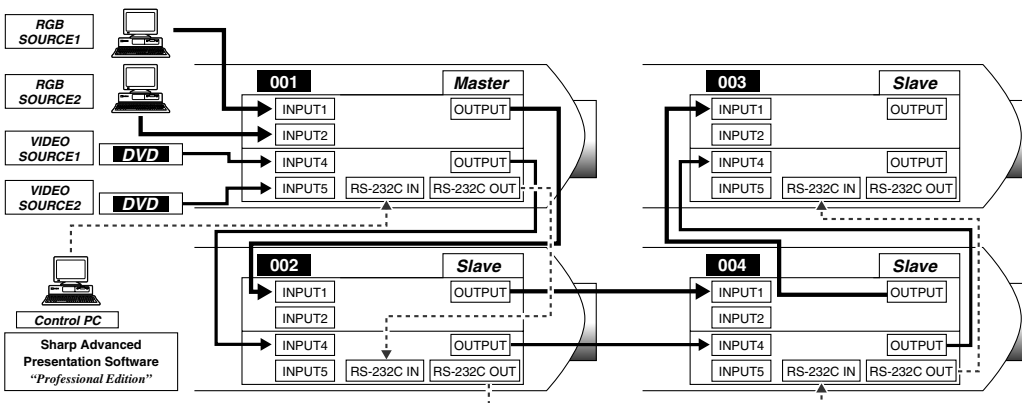 RGB
SOURCE1
RGB
SOURCE2
VIDEO
SOURCE1
DVD
VIDEO
SOURCE2
DVD
Control PC
Sharp Advanced
Presentation Software
“Professional Edition”
001
Master
INPUT1
OUTPUT
INPUT2
INPUT4
OUTPUT
INPUT5
RS-232C IN
RS-232C OUT
002
Slave
INPUT1
OUTPUT
INPUT2
INPUT4
OUTPUT
INPUT5
RS-232C IN
RS-232C OUT
003
Slave
INPUT1
OUTPUT
INPUT2
INPUT4
OUTPUT
INPUT5
RS-232C IN
RS-232C OUT
004
Slave
INPUT1
OUTPUT
INPUT2
INPUT4
OUTPUT
INPUT5
RS-232C IN
RS-232C OUT